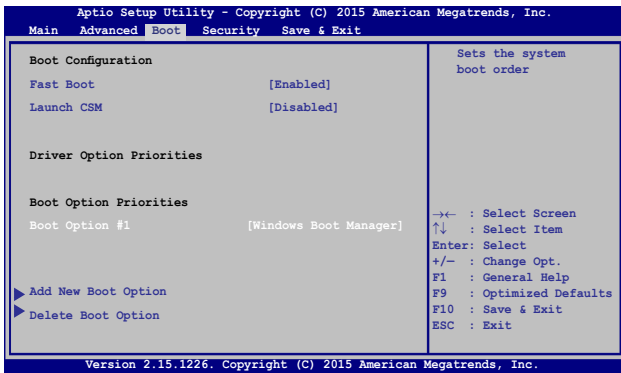 Aptio Setup Utility - Copyright (C) 2015 American Megatrends, Inc.
Main Advanced Boot Security Save & Exit
Boot Configuration
Fast Boot [Enabled]
Launch CSM [Disabled]
Driver Option Priorities
Boot Option Priorities
Boot Option #1 [Windows Boot Manager]
Add New Boot Option
Delete Boot Option
Sets the system
boot order
→← : Select Screen
↑↓ : Select Item
Enter: Select
+/— : Change Opt.
F1 : General Help
F9 : Optimized Defaults
F10 : Save & Exit
ESC : Exit
Version 2.15.1226. Copyright (C) 2015 American Megatrends, Inc.